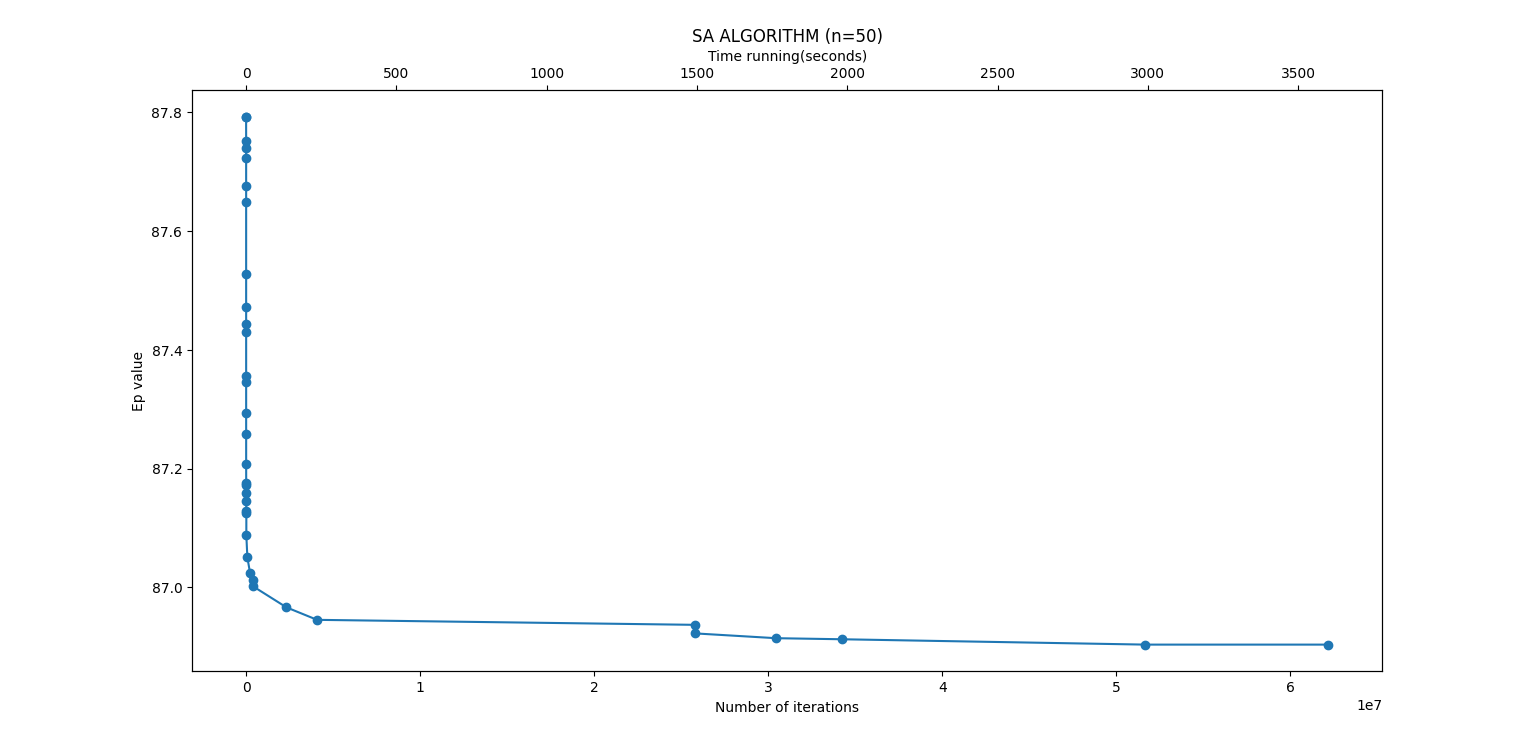 SA ALGORITHM (n=50)
Time running(seconds)
0 500 1000 1500 2000 2500 3000 3500
87.8
87.6
87.4
87.2
87.0
Ep value
0 1 2 3 4 5 6
1e7
Number of iterations